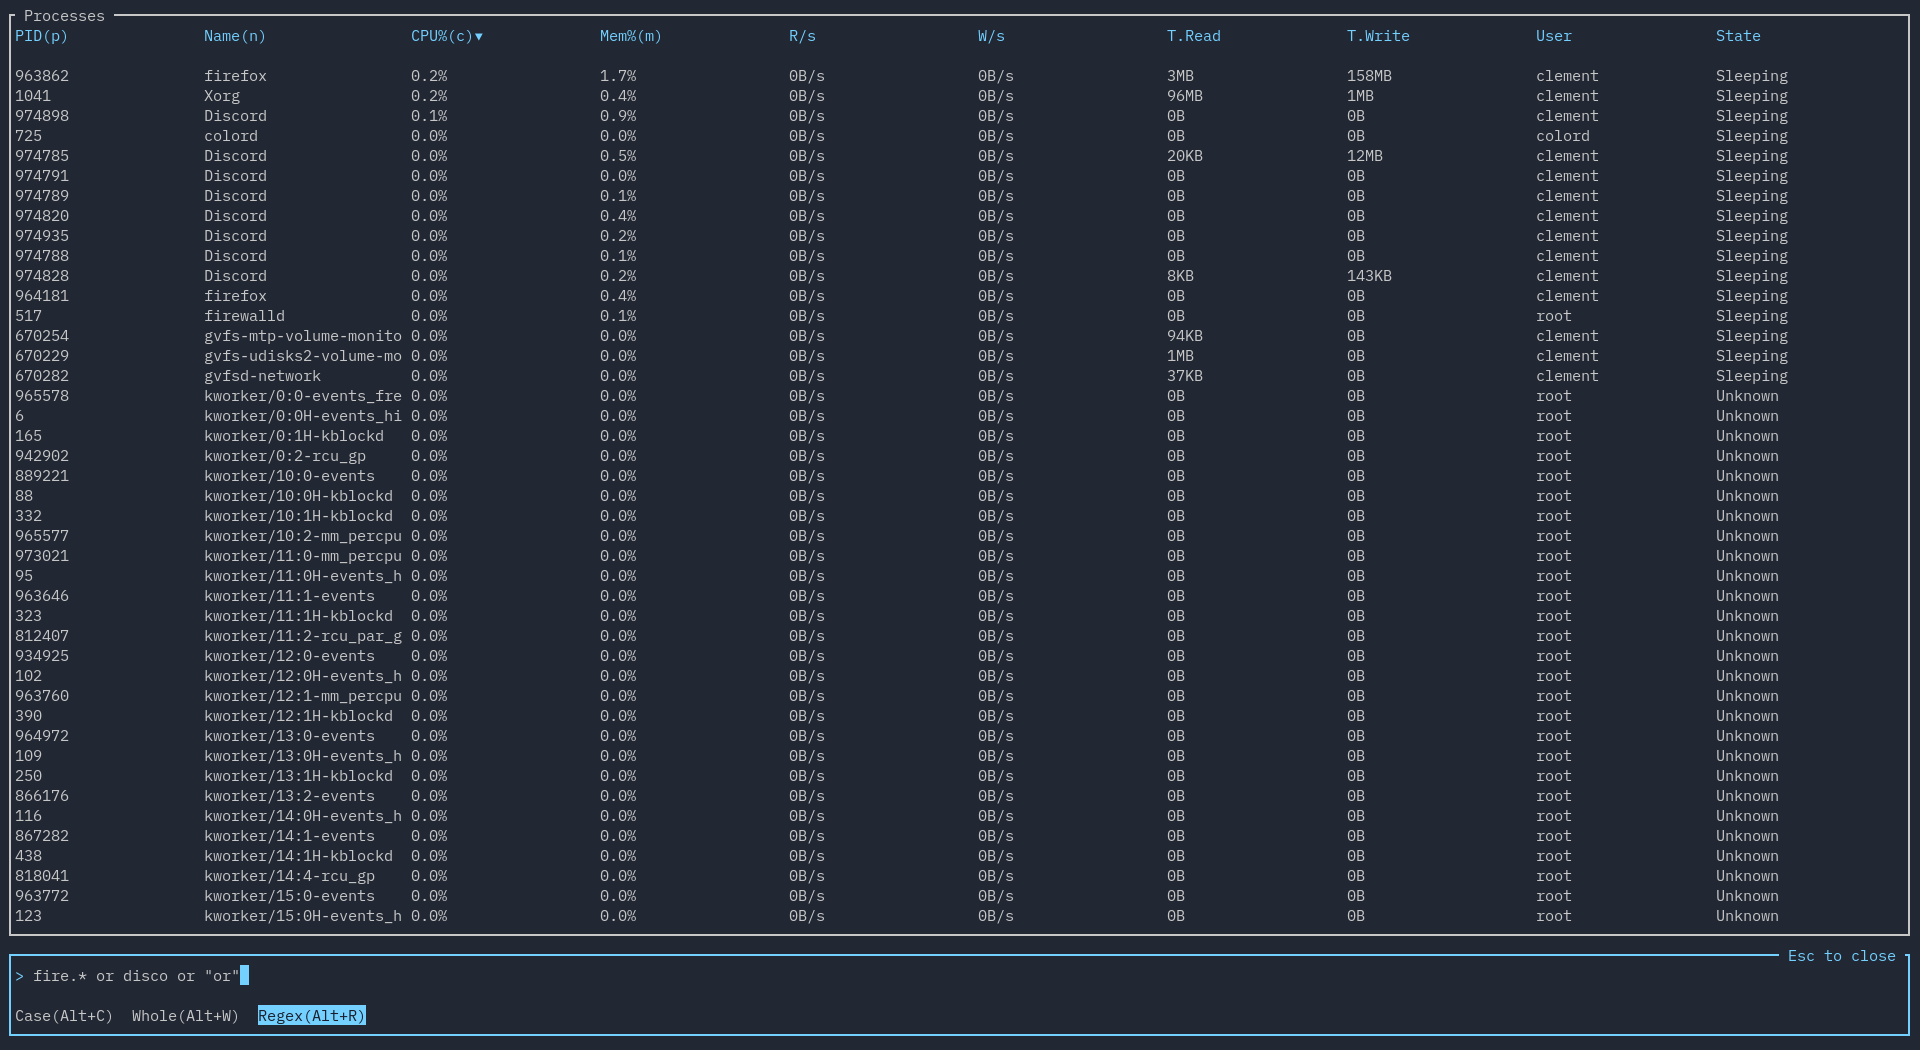 Processes
PID(p) Name(n) CPU%(c)▼ Mem%(m) R/s W/s T.Read T.Write User State
963862 firefox 0.2% 1.7% 0B/s 0B/s 3MB 158MB clement Sleeping
1041 Xorg 0.2% 0.4% 0B/s 0B/s 96MB 1MB clement Sleeping
974898 Discord 0.1% 0.9% 0B/s 0B/s 0B 0B clement Sleeping
725 colord 0.0% 0.0% 0B/s 0B/s 0B 0B colord Sleeping
974785 Discord 0.0% 0.5% 0B/s 0B/s 20KB 12MB clement Sleeping
974791 Discord 0.0% 0.0% 0B/s 0B/s 0B 0B clement Sleeping
974789 Discord 0.0% 0.1% 0B/s 0B/s 0B 0B clement Sleeping
974820 Discord 0.0% 0.4% 0B/s 0B/s 0B 0B clement Sleeping
974935 Discord 0.0% 0.2% 0B/s 0B/s 0B 0B clement Sleeping
974788 Discord 0.0% 0.1% 0B/s 0B/s 0B 0B clement Sleeping
974828 Discord 0.0% 0.2% 0B/s 0B/s 8KB 143KB clement Sleeping
964181 firefox 0.0% 0.4% 0B/s 0B/s 0B 0B clement Sleeping
517 firewalld 0.0% 0.1% 0B/s 0B/s 0B 0B root Sleeping
670254 gvfs-mtp-volume-monito 0.0% 0.0% 0B/s 0B/s 94KB 0B clement Sleeping
670229 gvfs-udisks2-volume-mo 0.0% 0.0% 0B/s 0B/s 1MB 0B clement Sleeping
670282 gvfsd-network 0.0% 0.0% 0B/s 0B/s 37KB 0B clement Sleeping
965578 kworker/0:0-events_fre 0.0% 0.0% 0B/s 0B/s 0B 0B root Unknown
6 kworker/0:0H-events_hi 0.0% 0.0% 0B/s 0B/s 0B 0B root Unknown
165 kworker/0:1H-kblockd 0.0% 0.0% 0B/s 0B/s 0B 0B root Unknown
942902 kworker/0:2-rcu_gp 0.0% 0.0% 0B/s 0B/s 0B 0B root Unknown
889221 kworker/10:0-events 0.0% 0.0% 0B/s 0B/s 0B 0B root Unknown
88 kworker/10:0H-kblockd 0.0% 0.0% 0B/s 0B/s 0B 0B root Unknown
332 kworker/10:1H-kblockd 0.0% 0.0% 0B/s 0B/s 0B 0B root Unknown
965577 kworker/10:2-mm_percpu 0.0% 0.0% 0B/s 0B/s 0B 0B root Unknown
973021 kworker/11:0-mm_percpu 0.0% 0.0% 0B/s 0B/s 0B 0B root Unknown
95 kworker/11:0H-events_h 0.0% 0.0% 0B/s 0B/s 0B 0B root Unknown
963646 kworker/11:1-events 0.0% 0.0% 0B/s 0B/s 0B 0B root Unknown
323 kworker/11:1H-kblockd 0.0% 0.0% 0B/s 0B/s 0B 0B root Unknown
812407 kworker/11:2-rcu_par_g 0.0% 0.0% 0B/s 0B/s 0B 0B root Unknown
934925 kworker/12:0-events 0.0% 0.0% 0B/s 0B/s 0B 0B root Unknown
102 kworker/12:0H-events_h 0.0% 0.0% 0B/s 0B/s 0B 0B root Unknown
963760 kworker/12:1-mm_percpu 0.0% 0.0% 0B/s 0B/s 0B 0B root Unknown
390 kworker/12:1H-kblockd 0.0% 0.0% 0B/s 0B/s 0B 0B root Unknown
964972 kworker/13:0-events 0.0% 0.0% 0B/s 0B/s 0B 0B root Unknown
109 kworker/13:0H-events_h 0.0% 0.0% 0B/s 0B/s 0B 0B root Unknown
250 kworker/13:1H-kblockd 0.0% 0.0% 0B/s 0B/s 0B 0B root Unknown
866176 kworker/13:2-events 0.0% 0.0% 0B/s 0B/s 0B 0B root Unknown
116 kworker/14:0H-events_h 0.0% 0.0% 0B/s 0B/s 0B 0B root Unknown
867282 kworker/14:1-events 0.0% 0.0% 0B/s 0B/s 0B 0B root Unknown
438 kworker/14:1H-kblockd 0.0% 0.0% 0B/s 0B/s 0B 0B root Unknown
818041 kworker/14:4-rcu_gp 0.0% 0.0% 0B/s 0B/s 0B 0B root Unknown
963772 kworker/15:0-events 0.0% 0.0% 0B/s 0B/s 0B 0B root Unknown
123 kworker/15:0H-events_h 0.0% 0.0% 0B/s 0B/s 0B 0B root Unknown
Esc to close
> fire.* or disco or "or"
Case(Alt+C) Whole(Alt+W) Regex(Alt+R)